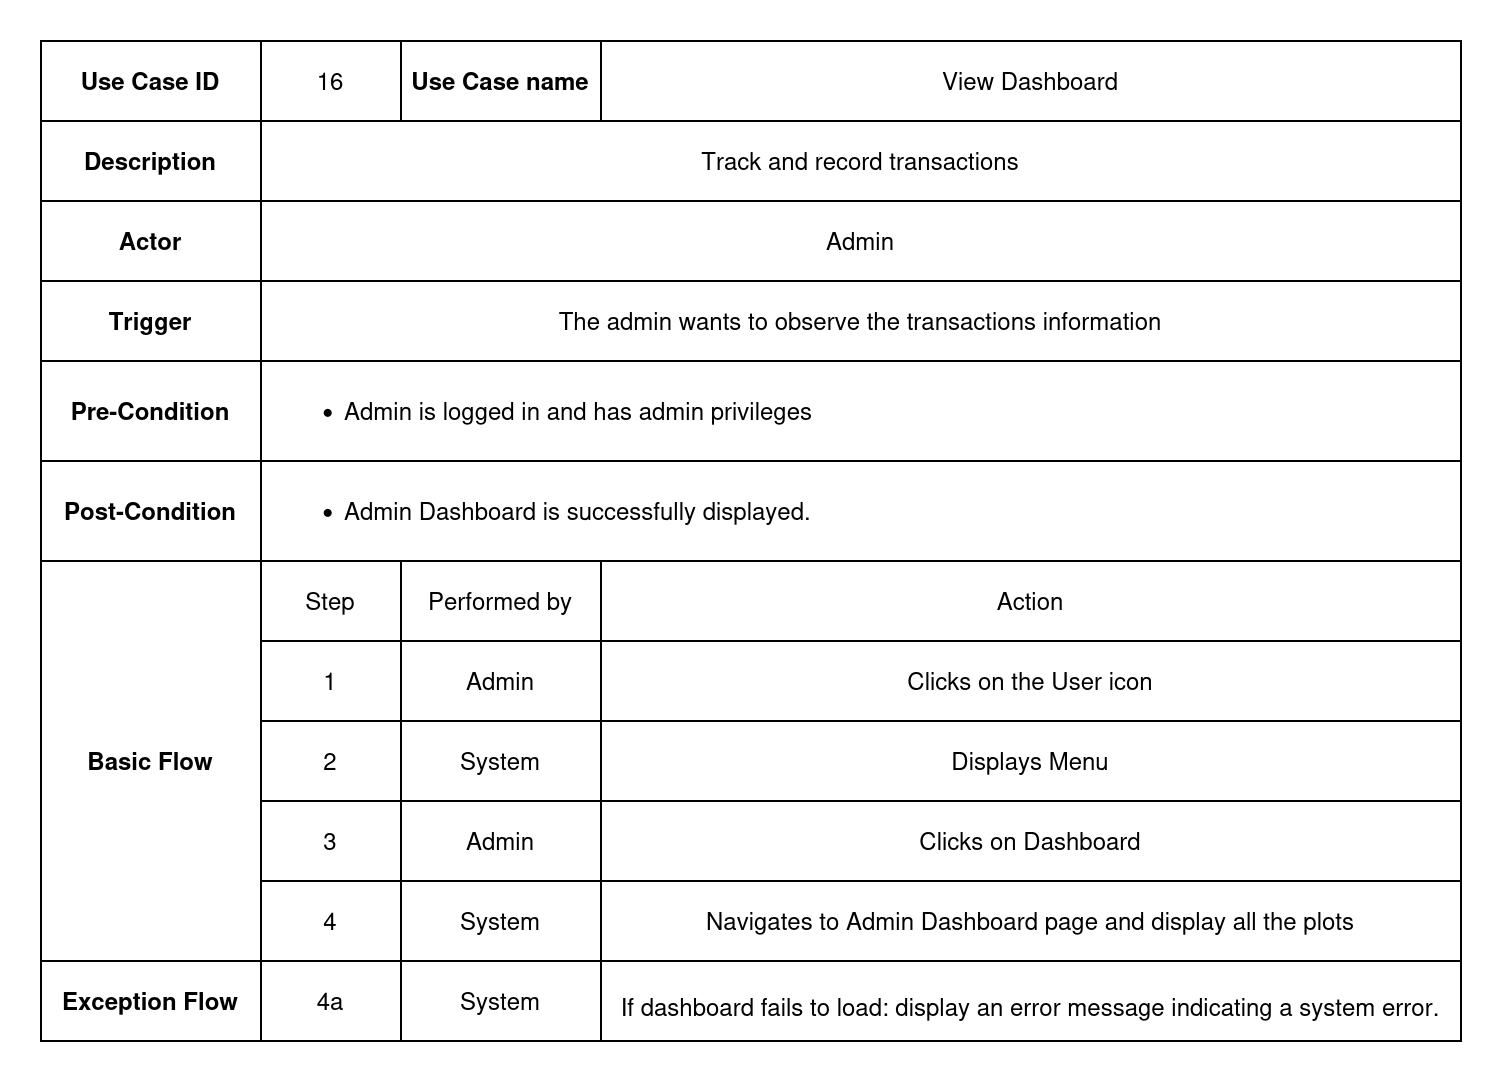 Use Case ID 16 Use Case name View Dashboard
Description Track and record transactions
Actor Admin
Trigger The admin wants to observe the transactions information
Pre-Condition • Admin is logged in and has admin privileges
Post-Condition • Admin Dashboard is successfully displayed.
Step Performed by Action
1 Admin Clicks on the User icon
Basic Flow 2 System Displays Menu
3 Admin Clicks on Dashboard
4 System Navigates to Admin Dashboard page and display all the plots
Exception Flow 4a System If dashboard fails to load: display an error message indicating a system error.